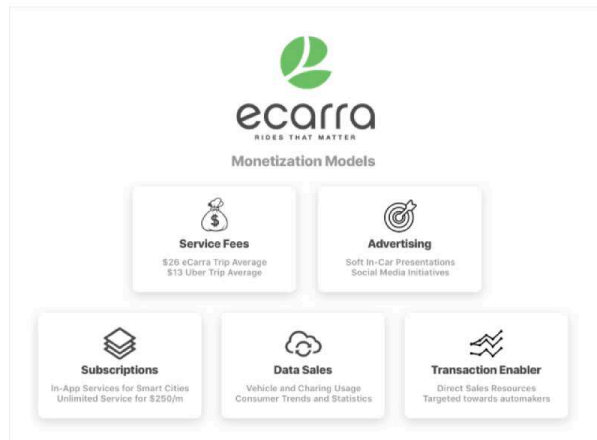 ecarra
RIDES THAT MATTER
Monetization Models
$
Service Fees
$26 eCarra Trip Average
$13 Uber Trip Average
Advertising
Soft In-Car Presentations
Social Media Initiatives
Subscriptions
In-App Services for Smart Cities
Unlimited Service for $250/m
Data Sales
Vehicle and Charing Usage
Consumer Trends and Statistics
Transaction Enabler
Direct Sales Resources
Targeted towards automakers